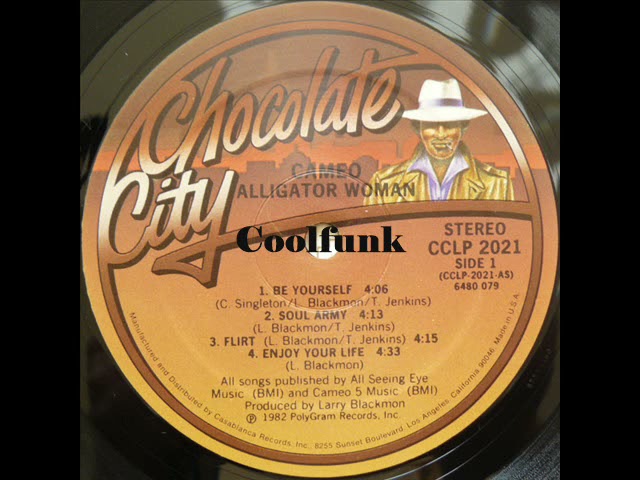 Chocolate
City
CAMEO
ALLIGATOR WOMAN
Coolfunk
STEREO
CCLP 2021
SIDE 1
(CCLP-2021-AS)
6480 079
1. BE YOURSELF 4:06
(C. Singleton/L. Blackmon/T. Jenkins)
2. SOUL ARMY 4:13
(L. Blackmon/T. Jenkins)
3. FLIRT (L. Blackmon/T. Jenkins) 4:15
4. ENJOY YOUR LIFE 4:33
(L. Blackmon)
All songs published by All Seeing Eye
Music (BMI) and Cameo 5 Music (BMI)
Produced by Larry Blackmon
℗ 1982 PolyGram Records, Inc.
Manufactured and Distributed by Casablanca Records, Inc., 8255 Sunset Boulevard, Los Angeles, California 90046. Made in U.S.A.